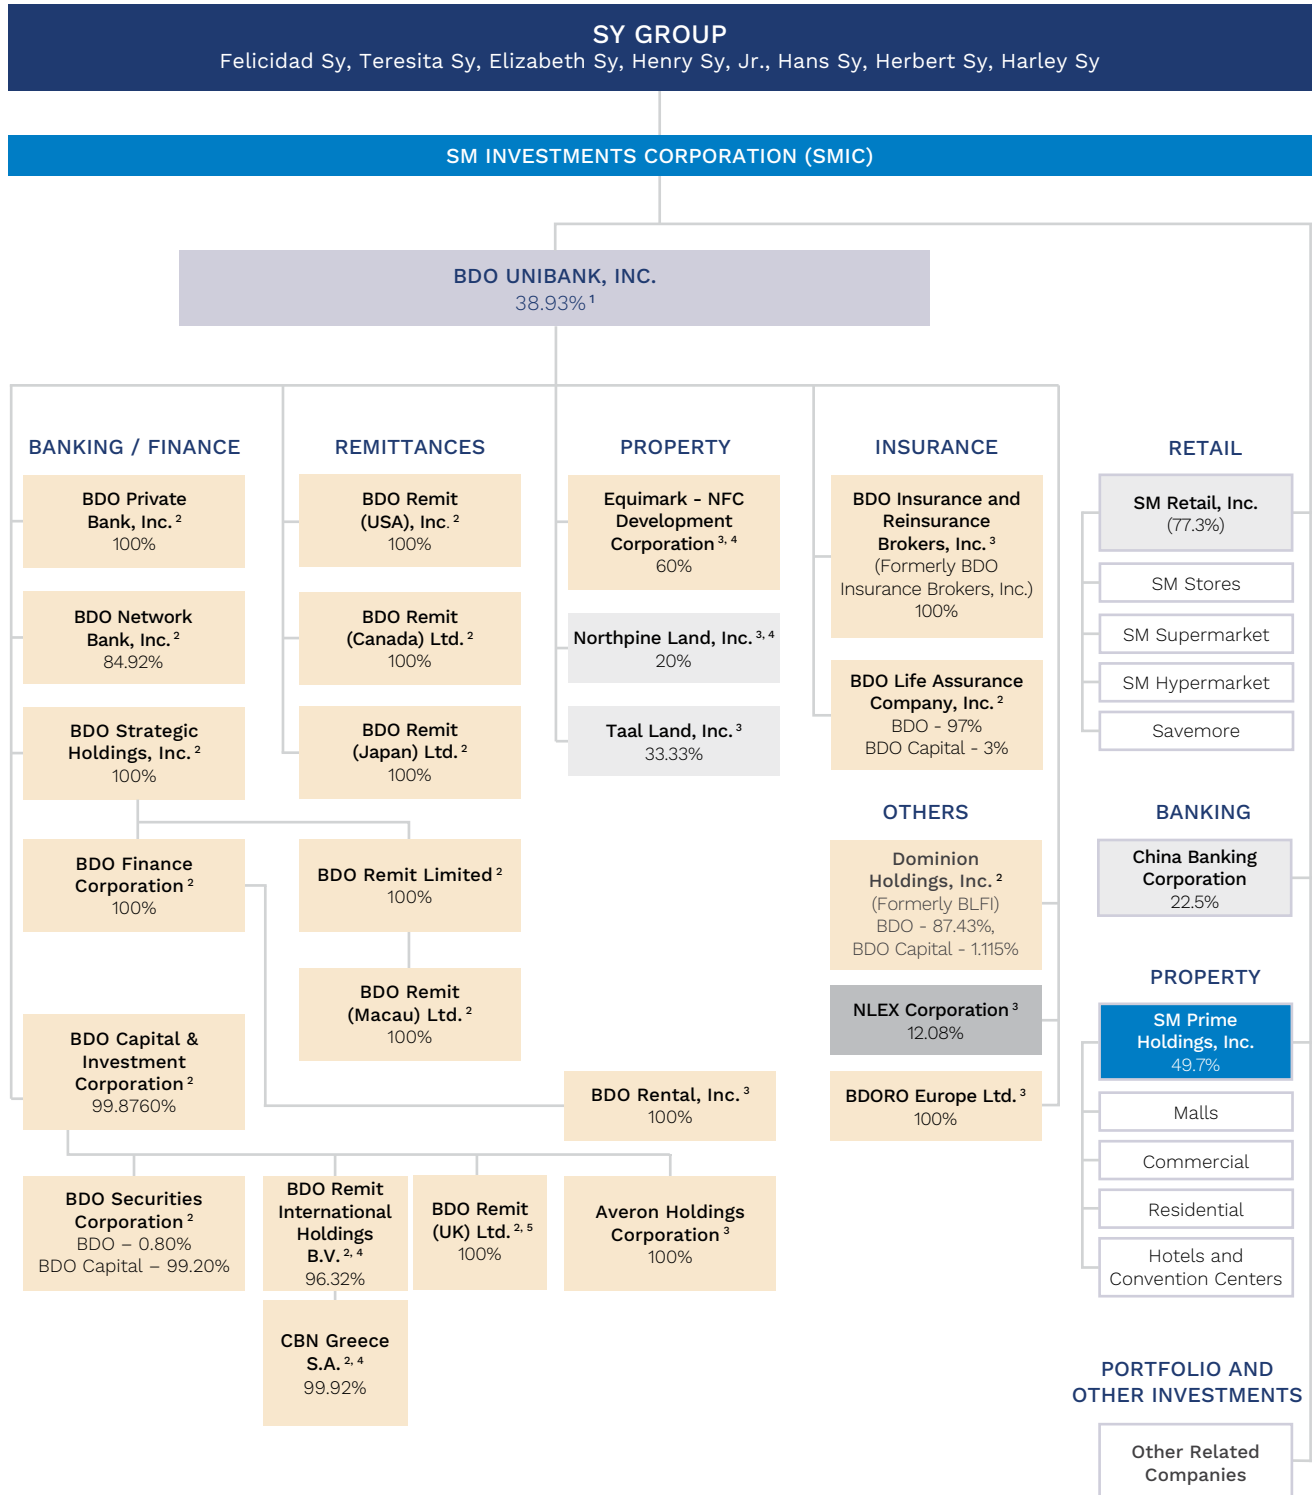 SY GROUP
Felicidad Sy, Teresita Sy, Elizabeth Sy, Henry Sy, Jr., Hans Sy, Herbert Sy, Harley Sy
SM INVESTMENTS CORPORATION (SMIC)
BDO UNIBANK, INC.
38.93% ¹
BANKING / FINANCE
BDO Private
Bank, Inc. ²
100%
BDO Network
Bank, Inc. ²
84.92%
BDO Strategic
Holdings, Inc. ²
100%
BDO Finance
Corporation ²
100%
BDO Capital &
Investment
Corporation ²
99.8760%
BDO Securities
Corporation ²
BDO – 0.80%
BDO Capital – 99.20%
REMITTANCES
BDO Remit
(USA), Inc. ²
100%
BDO Remit
(Canada) Ltd. ²
100%
BDO Remit
(Japan) Ltd. ²
100%
BDO Remit Limited ²
100%
BDO Remit
(Macau) Ltd. ²
100%
BDO Remit
International
Holdings
B.V. ²˒ ⁴
96.32%
CBN Greece
S.A. ²˒ ⁴
99.92%
BDO Remit
(UK) Ltd. ²˒ ⁵
100%
PROPERTY
Equimark - NFC
Development
Corporation ³˒ ⁴
60%
Northpine Land, Inc. ³˒ ⁴
20%
Taal Land, Inc. ³
33.33%
BDO Rental, Inc. ³
100%
Averon Holdings
Corporation ³
100%
INSURANCE
BDO Insurance and
Reinsurance
Brokers, Inc. ³
(Formerly BDO
Insurance Brokers, Inc.)
100%
BDO Life Assurance
Company, Inc. ²
BDO - 97%
BDO Capital - 3%
OTHERS
Dominion
Holdings, Inc. ²
(Formerly BLFI)
BDO - 87.43%,
BDO Capital - 1.115%
NLEX Corporation ³
12.08%
BDORO Europe Ltd. ³
100%
RETAIL
SM Retail, Inc.
(77.3%)
SM Stores
SM Supermarket
SM Hypermarket
Savemore
BANKING
China Banking
Corporation
22.5%
PROPERTY
SM Prime
Holdings, Inc.
49.7%
Malls
Commercial
Residential
Hotels and
Convention Centers
PORTFOLIO AND
OTHER INVESTMENTS
Other Related
Companies